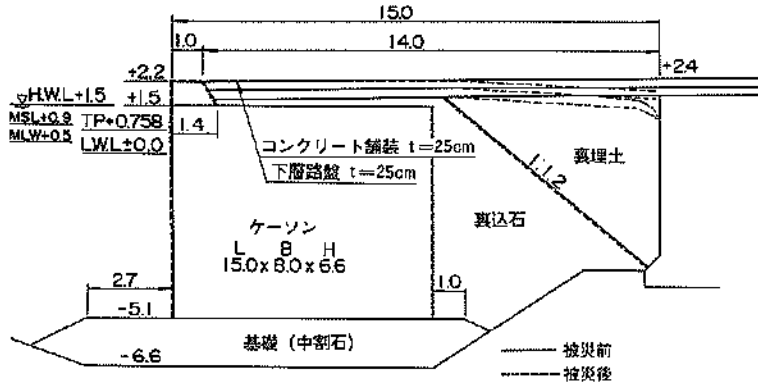 15.0
1.0
14.0
+2.2
+2.4
H.W.L+1.5
+1.5
MSL+0.9
TP+0.758
MLW+0.5
L.W.L±0.0
1.4
コンクリート舗装 t=25cm
下層路盤 t=25cm
裏埋土
1:1.2
裏込石
ケーソン
L B H
15.0x8.0x6.6
2.7
1.0
-5.1
基礎(中割石)
-6.6
被災前
被災後